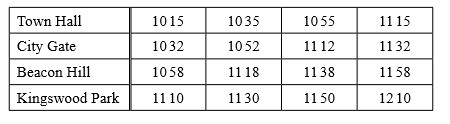 Town Hall 1015 1035 1055 1115
City Gate 1032 1052 1112 1132
Beacon Hill 1058 1118 1138 1158
Kingswood Park 1110 1130 1150 1210